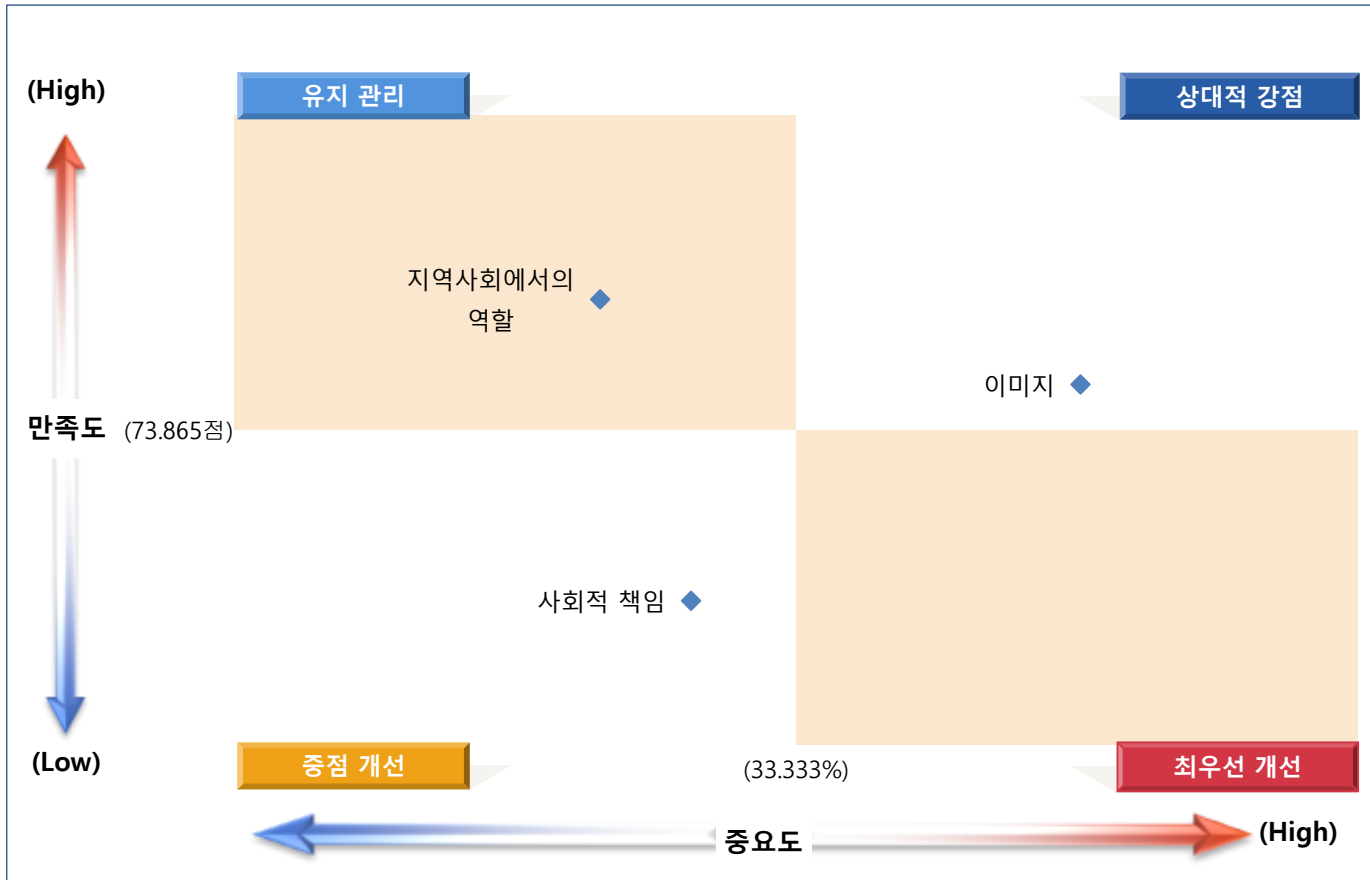 (High)
유지 관리
상대적 강점
지역사회에서의
역할
이미지
만족도 (73.865점)
사회적 책임
(Low)
중점 개선
(33.333%)
최우선 개선
중요도
(High)